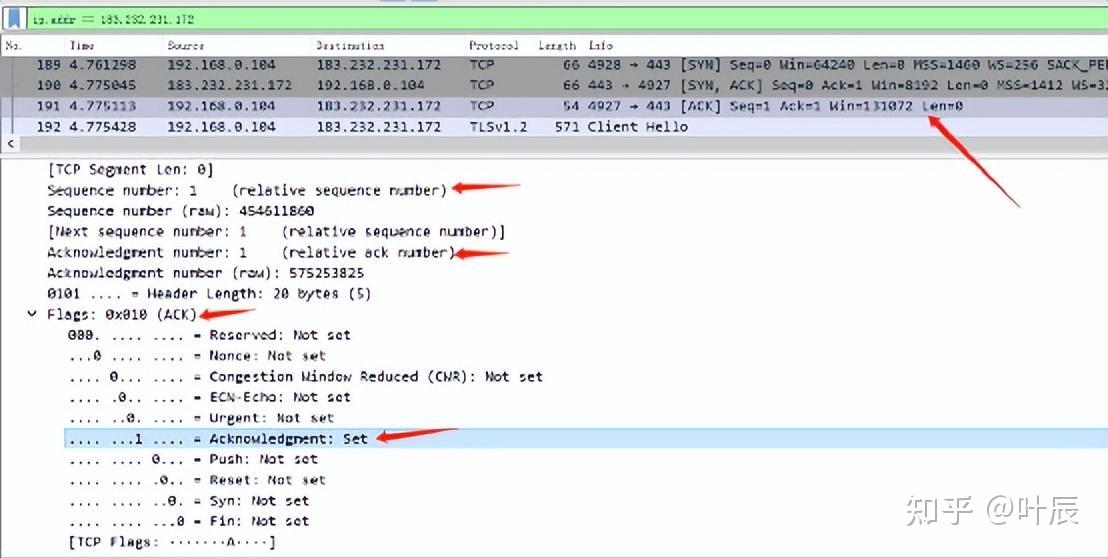 ip.addr == 183.232.231.172
No. Time Source Destination Protocol Length Info
189 4.761298 192.168.0.104 183.232.231.172 TCP 66 4928 → 443 [SYN] Seq=0 Win=64240 Len=0 MSS=1460 WS=256 SACK_PE
190 4.775045 183.232.231.172 192.168.0.104 TCP 66 443 → 4927 [SYN, ACK] Seq=0 Ack=1 Win=8192 Len=0 MSS=1412 WS=32
191 4.775113 192.168.0.104 183.232.231.172 TCP 54 4927 → 443 [ACK] Seq=1 Ack=1 Win=131072 Len=0
192 4.775428 192.168.0.104 183.232.231.172 TLSv1.2 571 Client Hello
[TCP Segment Len: 0]
Sequence number: 1 (relative sequence number)
Sequence number (raw): 454611860
[Next sequence number: 1 (relative sequence number)]
Acknowledgment number: 1 (relative ack number)
Acknowledgment number (raw): 575253825
0101 .... = Header Length: 20 bytes (5)
Flags: 0x010 (ACK)
000. .... .... = Reserved: Not set
...0 .... .... = Nonce: Not set
.... 0... .... = Congestion Window Reduced (CWR): Not set
.... .0.. .... = ECN-Echo: Not set
.... ..0. .... = Urgent: Not set
.... ...1 .... = Acknowledgment: Set
.... .... 0... = Push: Not set
.... .... .0.. = Reset: Not set
.... .... ..0. = Syn: Not set
.... .... ...0 = Fin: Not set
[TCP Flags: ·······A····]
知乎 @叶辰